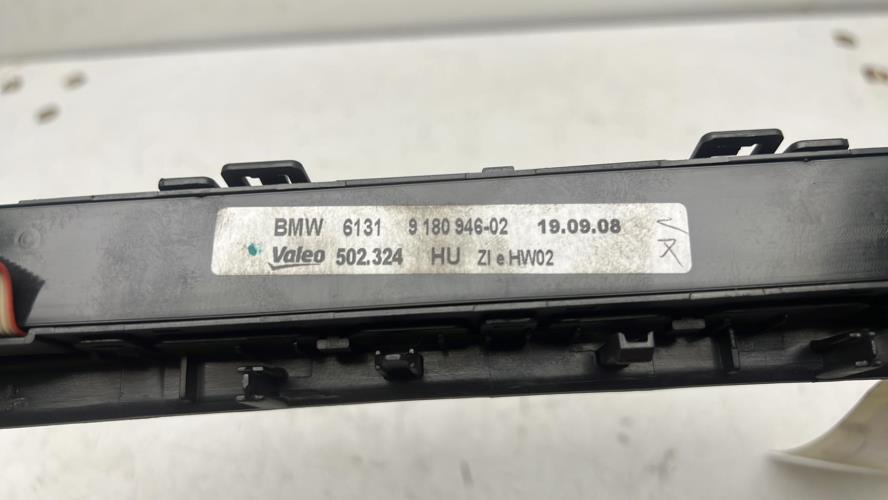 BMW 6131 9 180 946-02 19.09.08
Valeo 502.324 HU ZI e HW02